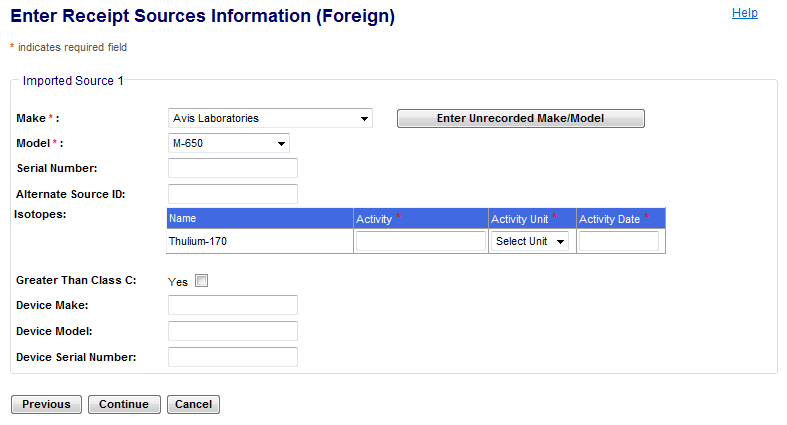 Enter Receipt Sources Information (Foreign)
Help
* indicates required field
Imported Source 1
Make * :
Avis Laboratories
Enter Unrecorded Make/Model
Model * :
M-650
Serial Number:
Alternate Source ID:
Isotopes:
Name Activity * Activity Unit * Activity Date *
Thulium-170 Select Unit
Greater Than Class C: Yes
Device Make:
Device Model:
Device Serial Number:
Previous Continue Cancel